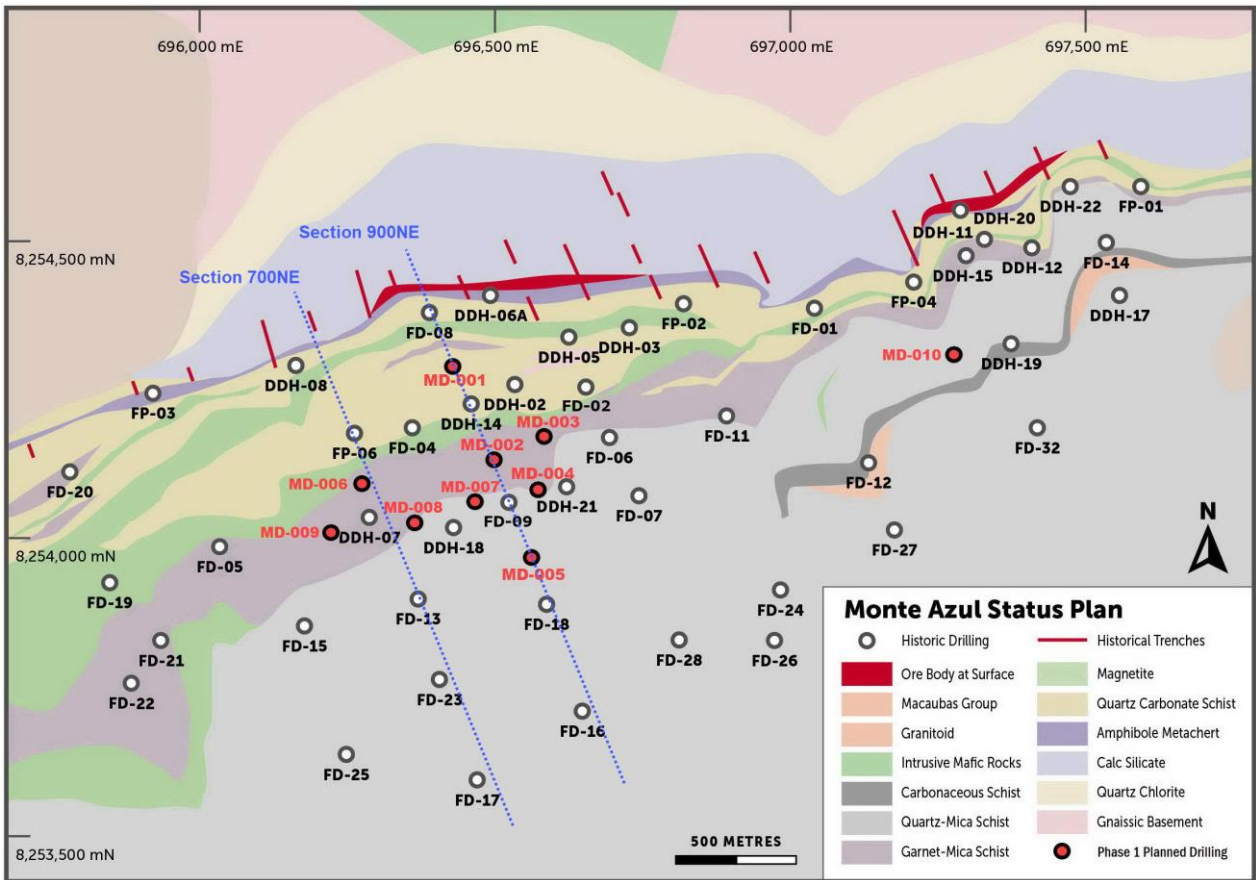 696,000 mE
696,500 mE
697,000 mE
697,500 mE
8,254,500 mN
8,254,000 mN
8,253,500 mN
Section 900NE
Section 700NE
DDH-20
DDH-22
FP-01
DDH-11
DDH-15
DDH-12
FD-14
DDH-17
FP-04
FD-08
DDH-06A
FP-02
FD-01
DDH-03
DDH-05
DDH-08
MD-001
MD-010
DDH-19
FP-03
DDH-02
FD-02
DDH-14
MD-003
FD-11
FP-06
FD-04
MD-002
FD-06
FD-32
FD-20
MD-006
MD-004
FD-12
MD-007
DDH-21
MD-008
FD-09
FD-07
MD-009
DDH-07
DDH-18
FD-27
FD-05
MD-005
FD-19
FD-13
FD-18
FD-24
FD-15
FD-21
FD-28
FD-26
FD-22
FD-23
FD-16
FD-25
FD-17
500 METRES
N
Monte Azul Status Plan
Historic Drilling
Historical Trenches
Ore Body at Surface
Magnetite
Macaubas Group
Quartz Carbonate Schist
Granitoid
Amphibole Metachert
Intrusive Mafic Rocks
Calc Silicate
Carbonaceous Schist
Quartz Chlorite
Quartz-Mica Schist
Gnaissic Basement
Garnet-Mica Schist
Phase 1 Planned Drilling